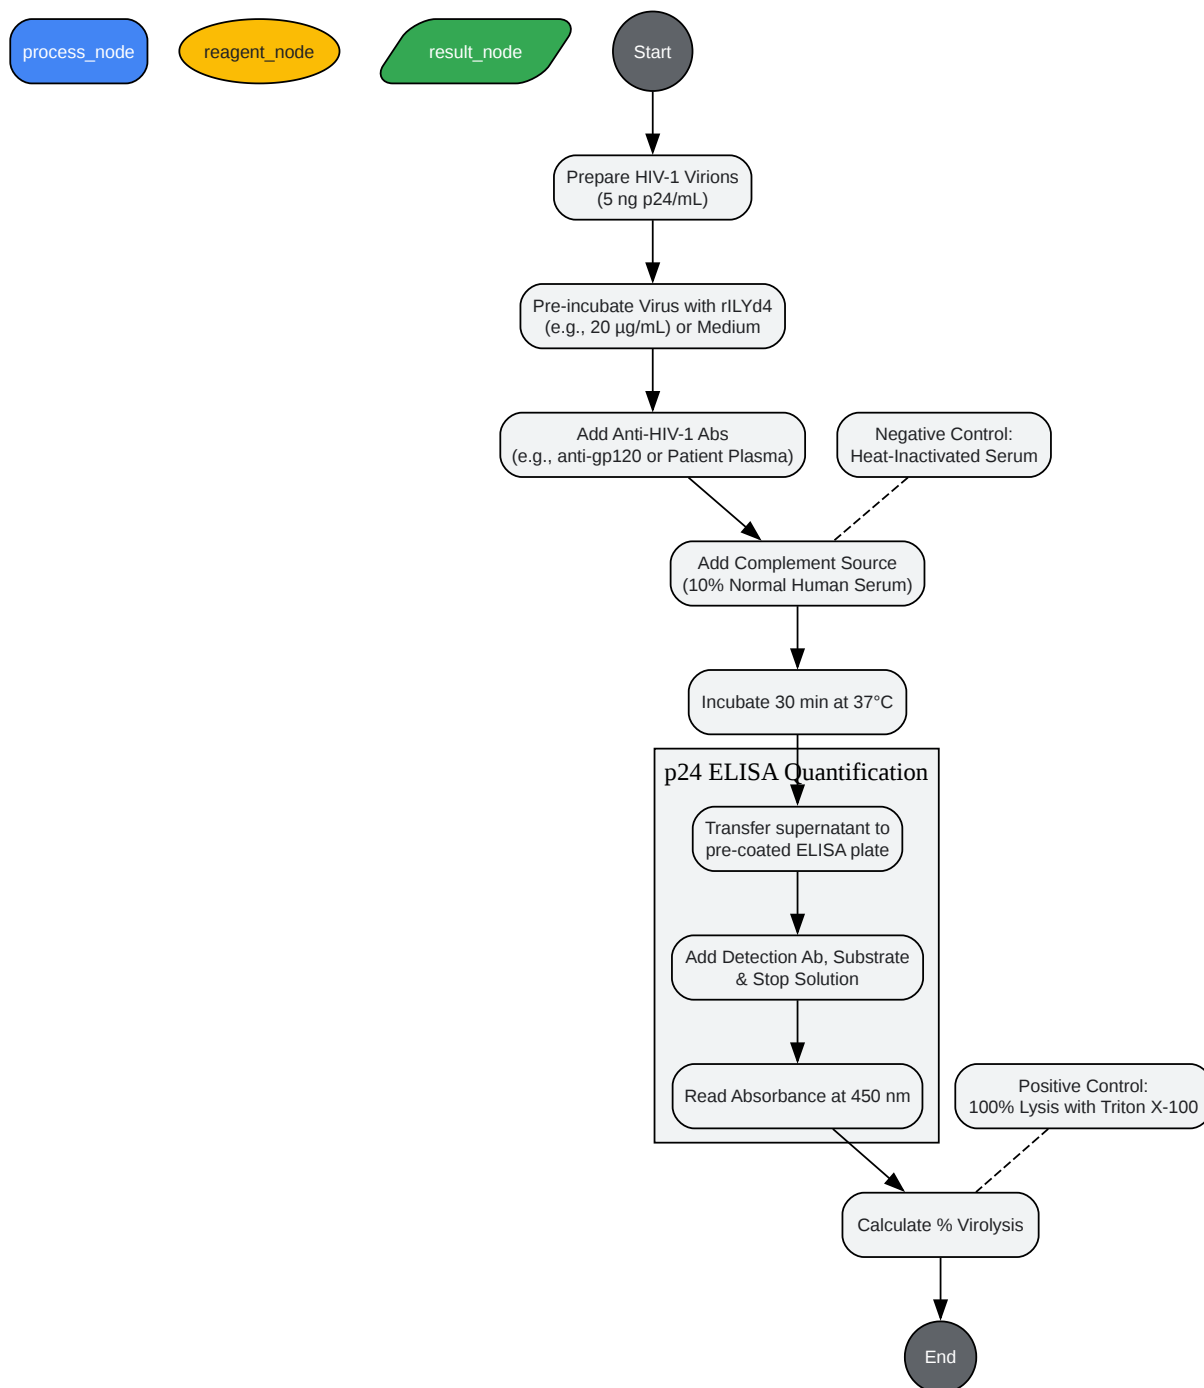 process_node
reagent_node
result_node
Start
Prepare HIV-1 Virions
(5 ng p24/mL)
Pre-incubate Virus with rILYd4
(e.g., 20 µg/mL) or Medium
Add Anti-HIV-1 Abs
(e.g., anti-gp120 or Patient Plasma)
Negative Control:
Heat-Inactivated Serum
Add Complement Source
(10% Normal Human Serum)
Incubate 30 min at 37°C
p24 ELISA Quantification
Transfer supernatant to
pre-coated ELISA plate
Add Detection Ab, Substrate
& Stop Solution
Read Absorbance at 450 nm
Positive Control:
100% Lysis with Triton X-100
Calculate % Virolysis
End